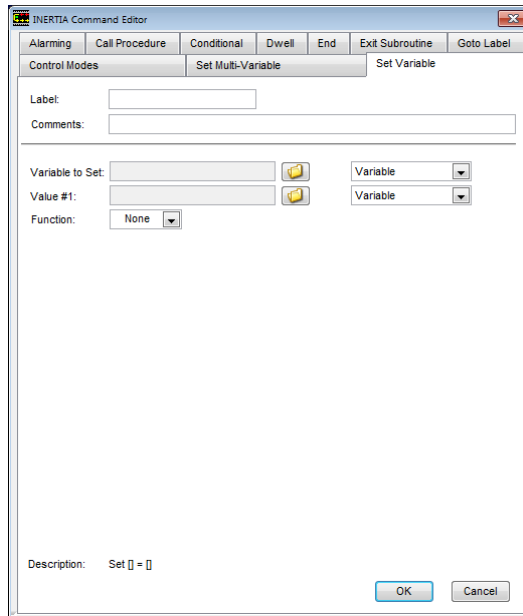 INERTIA Command Editor
Alarming Call Procedure Conditional Dwell End Exit Subroutine Goto Label
Control Modes Set Multi-Variable Set Variable
Label:
Comments:
Variable to Set: Variable
Value #1: Variable
Function: None
Description: Set [] = []
OK Cancel